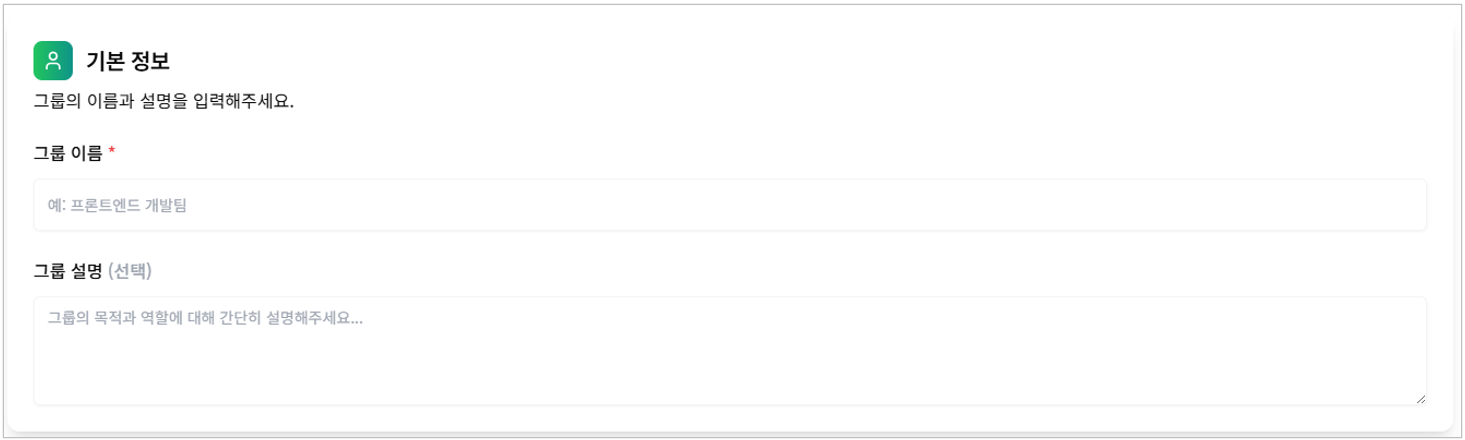 기본 정보
그룹의 이름과 설명을 입력해주세요.
그룹 이름 *
예: 프론트엔드 개발팀
그룹 설명 (선택)
그룹의 목적과 역할에 대해 간단히 설명해주세요...